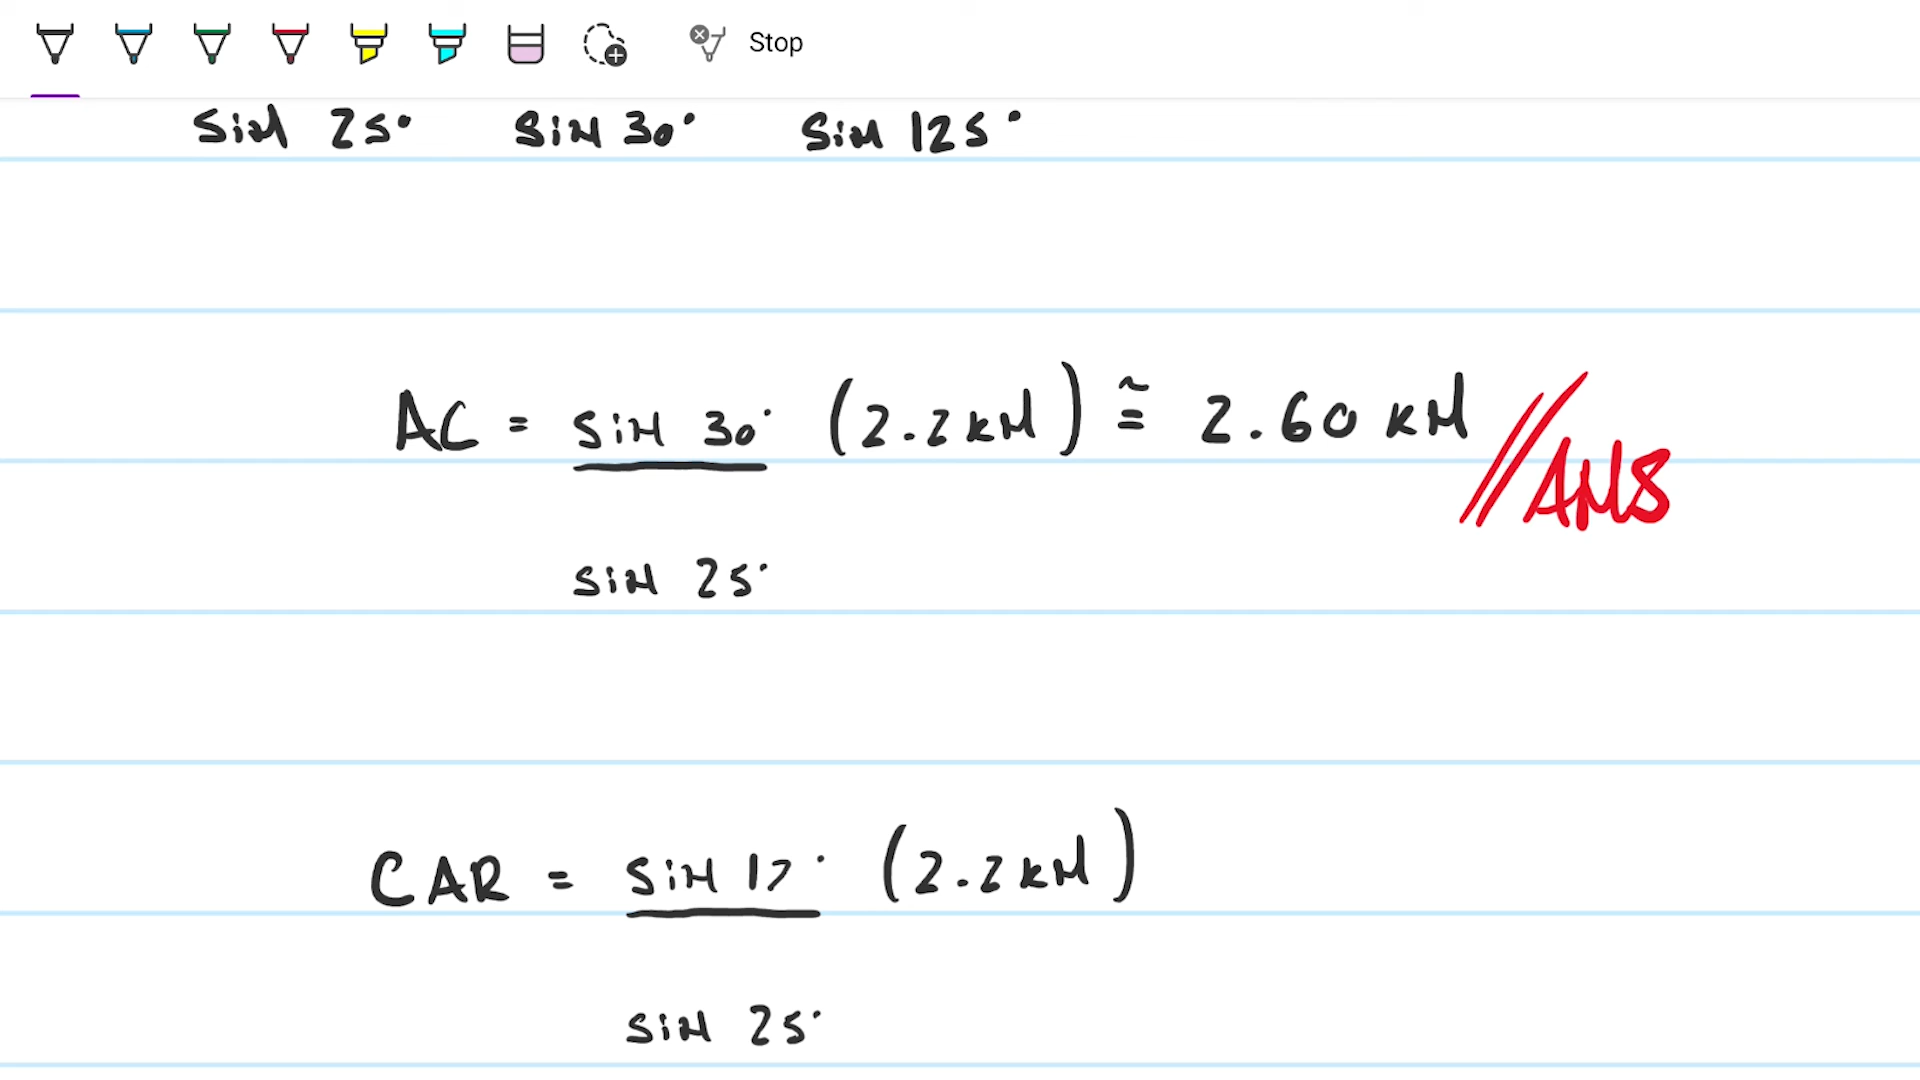 Stop
sin 25° sin 30° sin 125°
AC = sin 30° (2.2 km) ≅ 2.60 km // ANS
sin 25°
CAR = sin 12° (2.2 km)
sin 25°